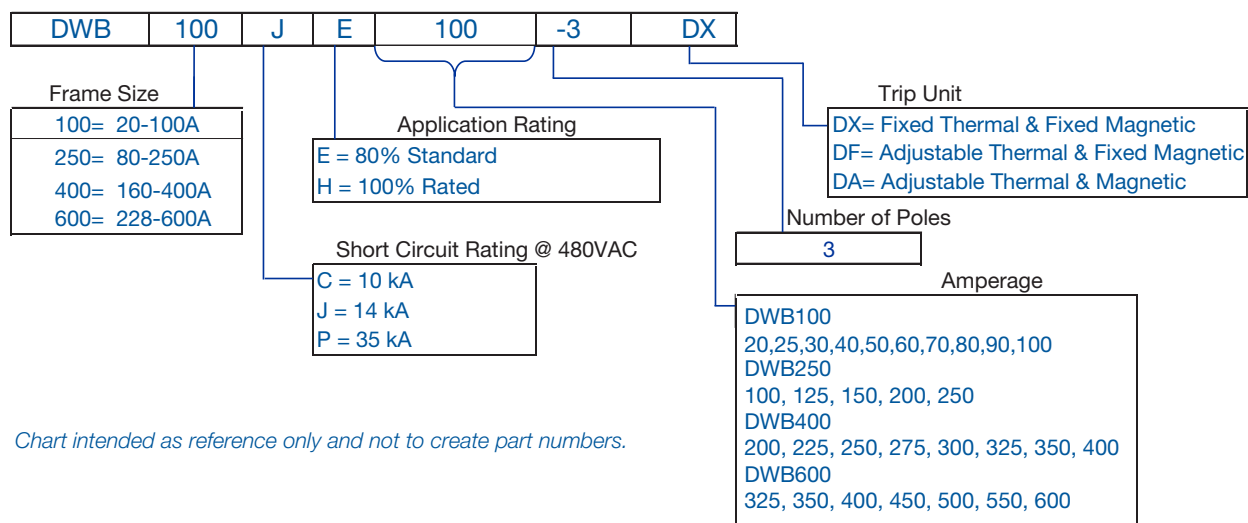 DWB 100 J E 100 -3 DX
Frame Size
100= 20-100A
250= 80-250A
400= 160-400A
600= 228-600A
Application Rating
E = 80% Standard
H = 100% Rated
Short Circuit Rating @ 480VAC
C = 10 kA
J = 14 kA
P = 35 kA
Trip Unit
DX= Fixed Thermal & Fixed Magnetic
DF= Adjustable Thermal & Fixed Magnetic
DA= Adjustable Thermal & Magnetic
Number of Poles
3
Amperage
DWB100
20,25,30,40,50,60,70,80,90,100
DWB250
100, 125, 150, 200, 250
DWB400
200, 225, 250, 275, 300, 325, 350, 400
DWB600
325, 350, 400, 450, 500, 550, 600
Chart intended as reference only and not to create part numbers.